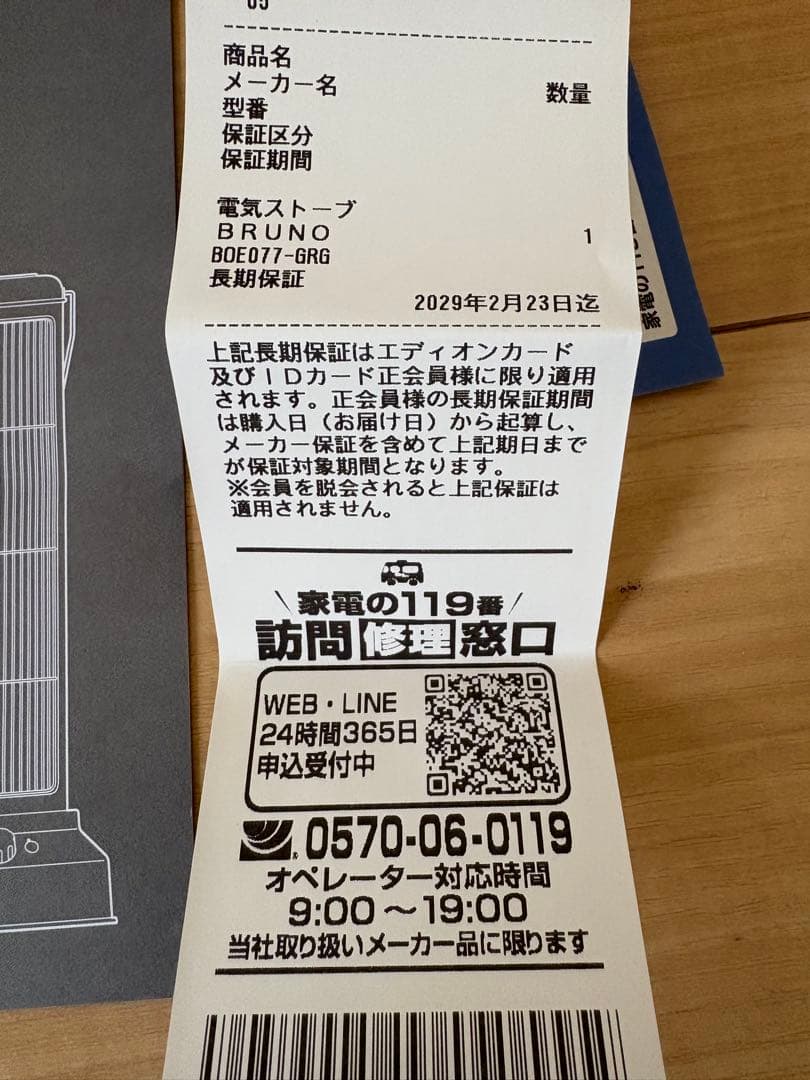 05
商品名
メーカー名
数量
型番
保証区分
保証期間
電気ストーブ
BRUNO
1
BOE077-GRG
長期保証
2029年2月23日迄
上記長期保証はエディオンカード
及びIDカード正会員様に限り適用
されます。正会員様の長期保証期間
は購入日（お届け日）から起算し、
メーカー保証を含めて上記期日まで
が保証対象期間となります。
※会員を脱会されると上記保証は
適用されません。
家電の119番
訪問修理窓口
WEB・LINE
24時間365日
申込受付中
0570-06-0119
オペレーター対応時間
9:00～19:00
当社取り扱いメーカー品に限ります
家電の119